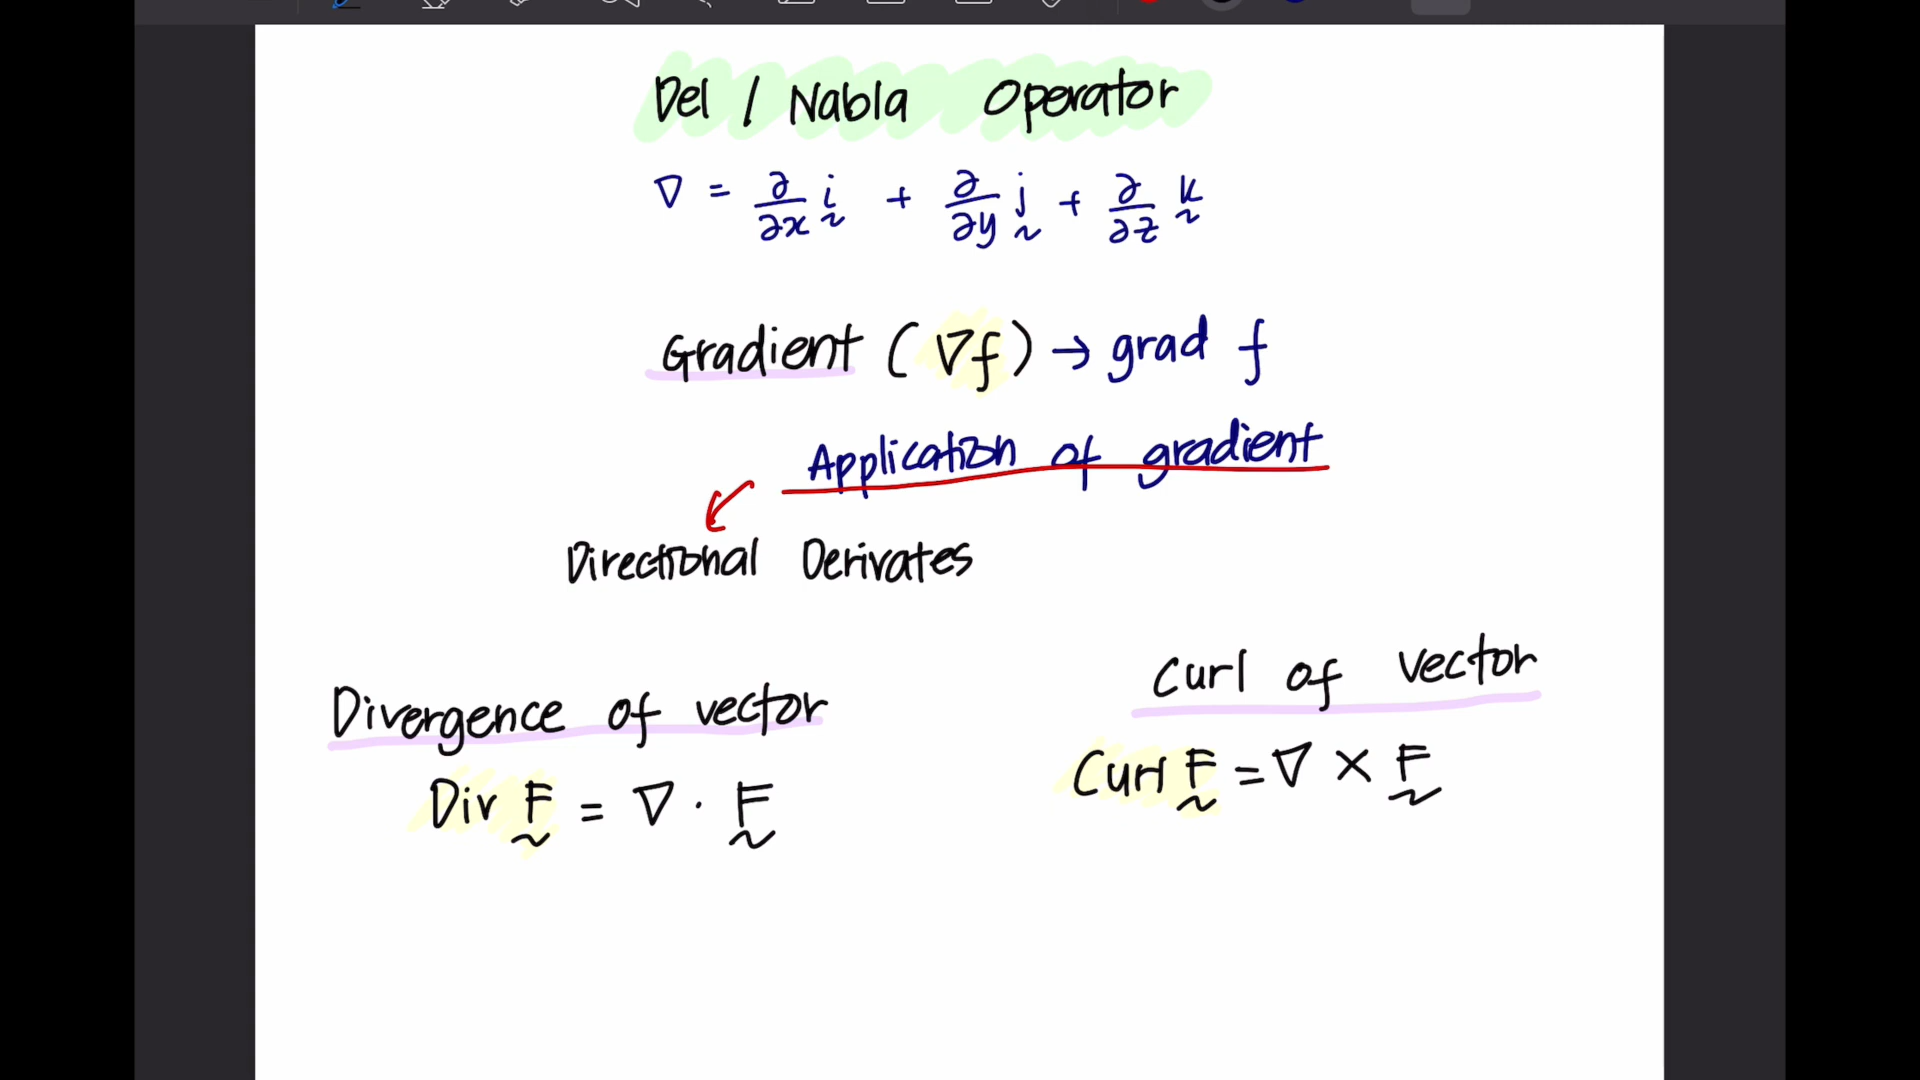 Del / Nabla Operator
∇ = ∂/∂x i + ∂/∂y j + ∂/∂z k
Gradient ( ∇f ) → grad f
Application of gradient
Directional Derivates
Divergence of vector
Div F = ∇ · F
Curl of vector
Curl F = ∇ × F